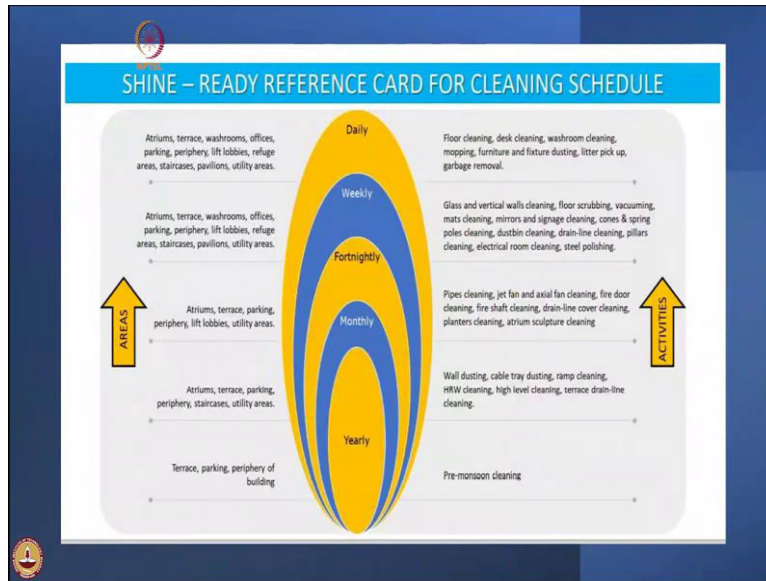 NPTEL
SHINE – READY REFERENCE CARD FOR CLEANING SCHEDULE
Daily
Atriums, terrace, washrooms, offices,
parking, periphery, lift lobbies, refuge
areas, staircases, pavilions, utility areas.
Floor cleaning, desk cleaning, washroom cleaning,
mopping, furniture and fixture dusting, litter pick up,
garbage removal.
Weekly
Atriums, terrace, washrooms, offices,
parking, periphery, lift lobbies, refuge
areas, staircases, pavilions, utility areas.
Glass and vertical walls cleaning, floor scrubbing, vacuuming,
mats cleaning, mirrors and signage cleaning, cones & spring
poles cleaning, dustbin cleaning, drain-line cleaning, pillars
cleaning, electrical room cleaning, steel polishing.
Fortnightly
Atriums, terrace, parking,
periphery, lift lobbies, utility areas.
Pipes cleaning, jet fan and axial fan cleaning, fire door
cleaning, fire shaft cleaning, drain-line cover cleaning,
planters cleaning, atrium sculpture cleaning
AREAS
ACTIVITIES
Monthly
Atriums, terrace, parking,
periphery, staircases, utility areas.
Wall dusting, cable tray dusting, ramp cleaning,
HRW cleaning, high level cleaning, terrace drain-line
cleaning.
Yearly
Terrace, parking, periphery of
building
Pre-monsoon cleaning